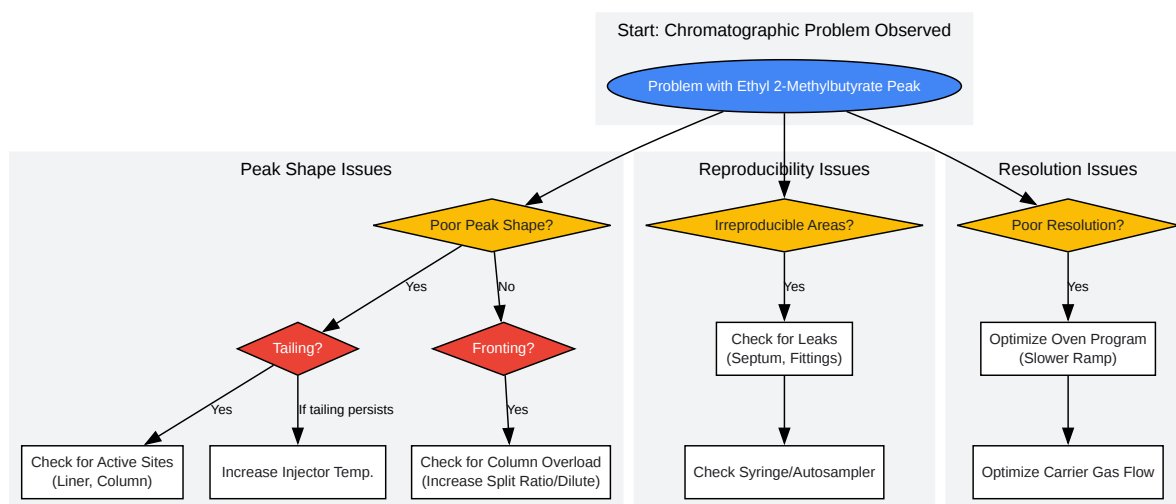 Start: Chromatographic Problem Observed
Problem with Ethyl 2-Methylbutyrate Peak
Peak Shape Issues
Reproducibility Issues
Resolution Issues
Poor Peak Shape?
Irreproducible Areas?
Poor Resolution?
Yes
No
Yes
Yes
Tailing?
Fronting?
Check for Leaks
(Septum, Fittings)
Optimize Oven Program
(Slower Ramp)
Yes
If tailing persists
Yes
Check for Active Sites
(Liner, Column)
Increase Injector Temp.
Check for Column Overload
(Increase Split Ratio/Dilute)
Check Syringe/Autosampler
Optimize Carrier Gas Flow